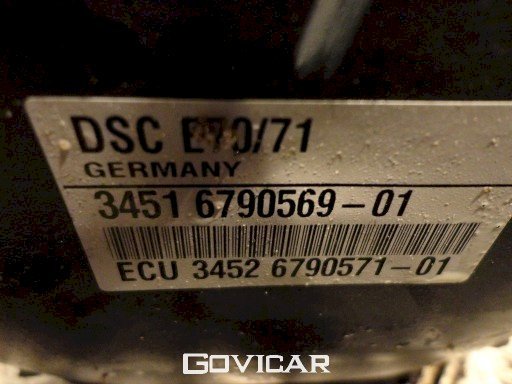 DSC E70/71
GERMANY
3451 6790569-01
ECU 3452 6790571-01
GOVICAR